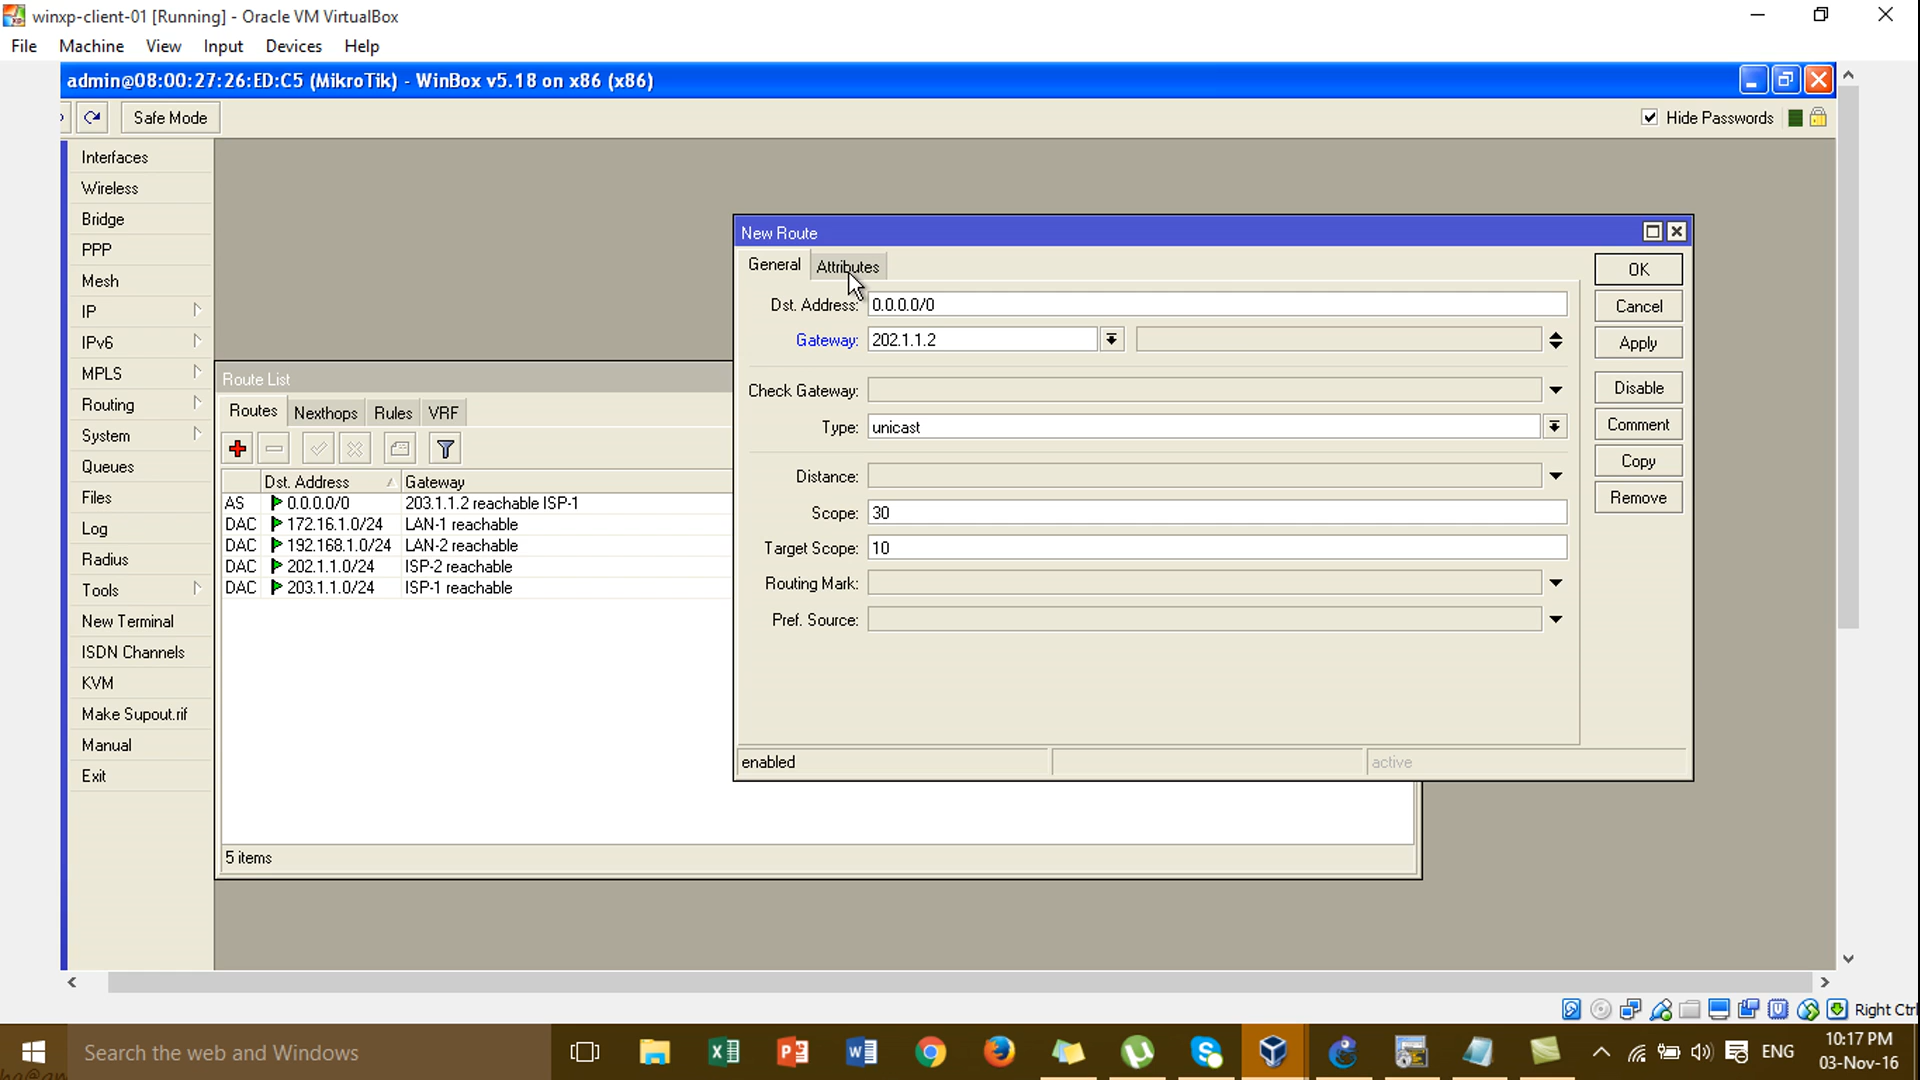 winxp-client-01 [Running] - Oracle VM VirtualBox
File Machine View Input Devices Help
admin@08:00:27:26:ED:C5 (MikroTik) - WinBox v5.18 on x86 (x86)
Safe Mode
Hide Passwords
Interfaces
Wireless
Bridge
PPP
Mesh
IP
IPv6
MPLS
Routing
System
Queues
Files
Log
Radius
Tools
New Terminal
ISDN Channels
KVM
Make Supout.rif
Manual
Exit
Route List
Routes Nexthops Rules VRF
Dst. Address Gateway
AS 0.0.0.0/0 203.1.1.2 reachable ISP-1
DAC 172.16.1.0/24 LAN-1 reachable
DAC 192.168.1.0/24 LAN-2 reachable
DAC 202.1.1.0/24 ISP-2 reachable
DAC 203.1.1.0/24 ISP-1 reachable
5 items
New Route
General Attributes
Dst. Address: 0.0.0.0/0
Gateway: 202.1.1.2
Check Gateway:
Type: unicast
Distance:
Scope: 30
Target Scope: 10
Routing Mark:
Pref. Source:
enabled
active
OK
Cancel
Apply
Disable
Comment
Copy
Remove
Right Ctrl
Search the web and Windows
ENG
10:17 PM
03-Nov-16